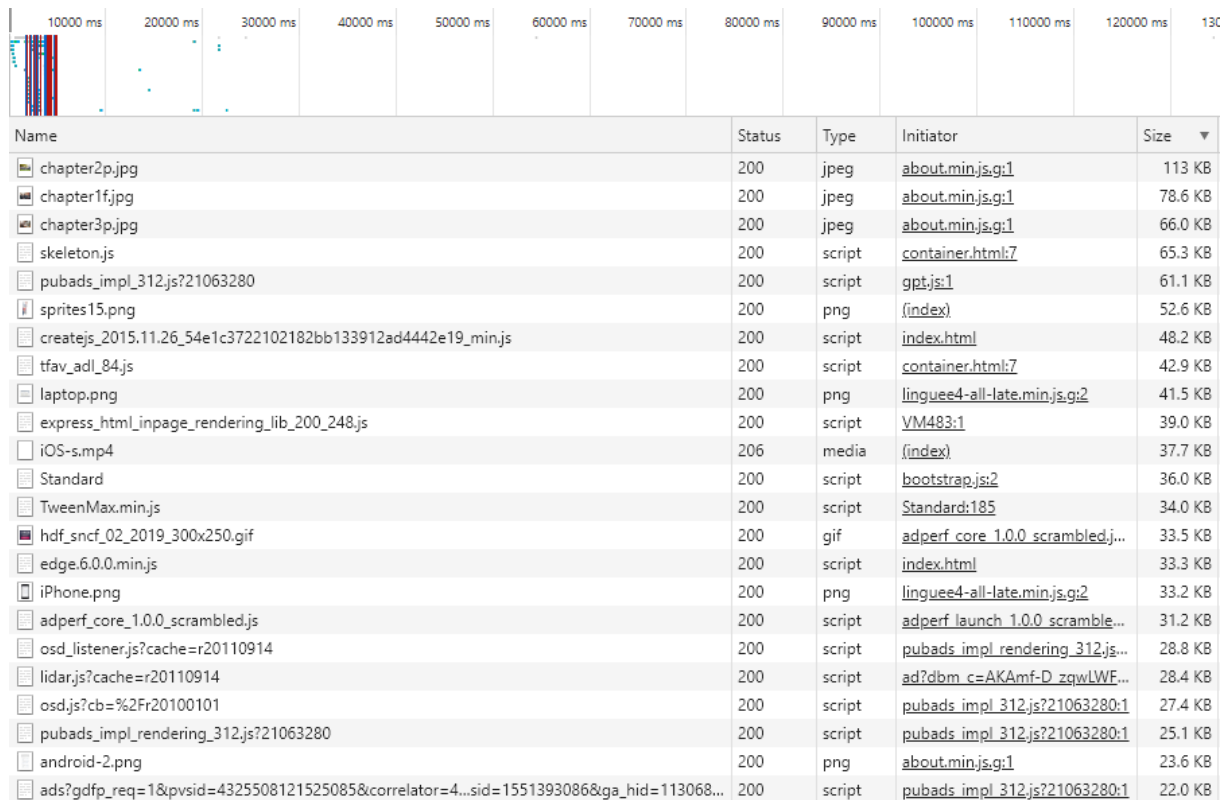 10000 ms 20000 ms 30000 ms 40000 ms 50000 ms 60000 ms 70000 ms 80000 ms 90000 ms 100000 ms 110000 ms 120000 ms 130
Name Status Type Initiator Size ▼
chapter2p.jpg 200 jpeg about.min.js.g:1 113 KB
chapter1f.jpg 200 jpeg about.min.js.g:1 78.6 KB
chapter3p.jpg 200 jpeg about.min.js.g:1 66.0 KB
skeleton.js 200 script container.html:7 65.3 KB
pubads_impl_312.js?21063280 200 script gpt.js:1 61.1 KB
sprites15.png 200 png (index) 52.6 KB
createjs_2015.11.26_54e1c3722102182bb133912ad4442e19_min.js 200 script index.html 48.2 KB
tfav_adl_84.js 200 script container.html:7 42.9 KB
laptop.png 200 png linguee4-all-late.min.js.g:2 41.5 KB
express_html_inpage_rendering_lib_200_248.js 200 script VM483:1 39.0 KB
iOS-s.mp4 206 media (index) 37.7 KB
Standard 200 script bootstrap.js:2 36.0 KB
TweenMax.min.js 200 script Standard:185 34.0 KB
hdf_sncf_02_2019_300x250.gif 200 gif adperf_core_1.0.0_scrambled.j... 33.5 KB
edge.6.0.0.min.js 200 script index.html 33.3 KB
iPhone.png 200 png linguee4-all-late.min.js.g:2 33.2 KB
adperf_core_1.0.0_scrambled.js 200 script adperf_launch_1.0.0_scramble... 31.2 KB
osd_listener.js?cache=r20110914 200 script pubads_impl_rendering_312.js... 28.8 KB
lidar.js?cache=r20110914 200 script ad?dbm_c=AKAmf-D_zqwLWF... 28.4 KB
osd.js?cb=%2Fr20100101 200 script pubads_impl_312.js?21063280:1 27.4 KB
pubads_impl_rendering_312.js?21063280 200 script pubads_impl_312.js?21063280:1 25.1 KB
android-2.png 200 png about.min.js.g:1 23.6 KB
ads?gdfp_req=1&pvsid=4325508121525085&correlator=4...sid=1551393086&ga_hid=113068... 200 script pubads_impl_312.js?21063280:1 22.0 KB